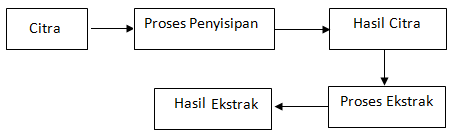 Citra
Proses Penyisipan
Hasil Citra
Proses Ekstrak
Hasil Ekstrak